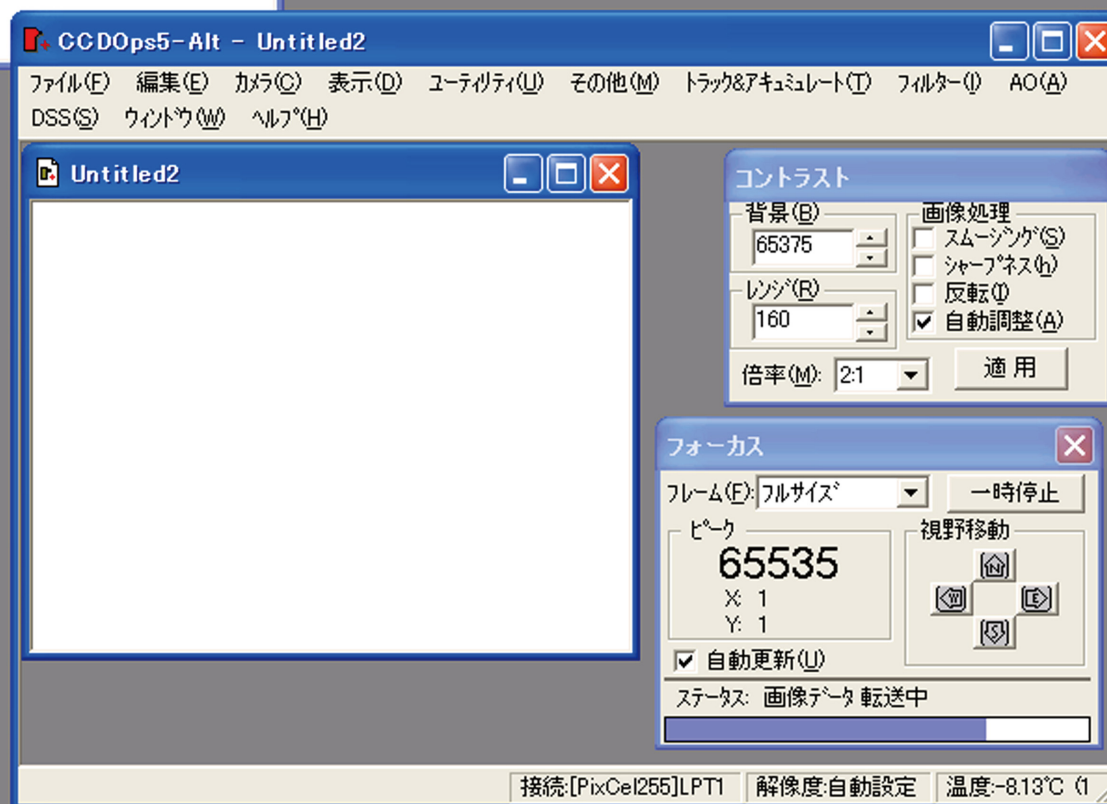 CCDOps5-Alt - Untitled2
ﾌｧｲﾙ(F) 編集(E) ｶﾒﾗ(C) 表示(D) ﾕｰﾃｨﾘﾃｨ(U) その他(M) ﾄﾗｯｸ&ｱｷｭﾐｭﾚｰﾄ(T) ﾌｨﾙﾀｰ(I) AO(A)
DSS(S) ｳｨﾝﾄﾞｳ(W) ﾍﾙﾌﾟ(H)
Untitled2
コントラスト
背景(B)
65375
ﾚﾝｼﾞ(R)
160
倍率(M): 2:1
画像処理
ｽﾑｰｼﾞﾝｸﾞ(S)
ｼｬｰﾌﾟﾈｽ(h)
反転(I)
自動調整(A)
適用
フォーカス
ﾌﾚｰﾑ(F): ﾌﾙｻｲｽﾞ 一時停止
ﾋﾟｰｸ
65535
X: 1
Y: 1
視野移動
N
W E
S
自動更新(U)
ｽﾃｰﾀｽ: 画像ﾃﾞｰﾀ 転送中
接続:[PixCel255]LPT1 解像度:自動設定 温度:-8.13℃ (1